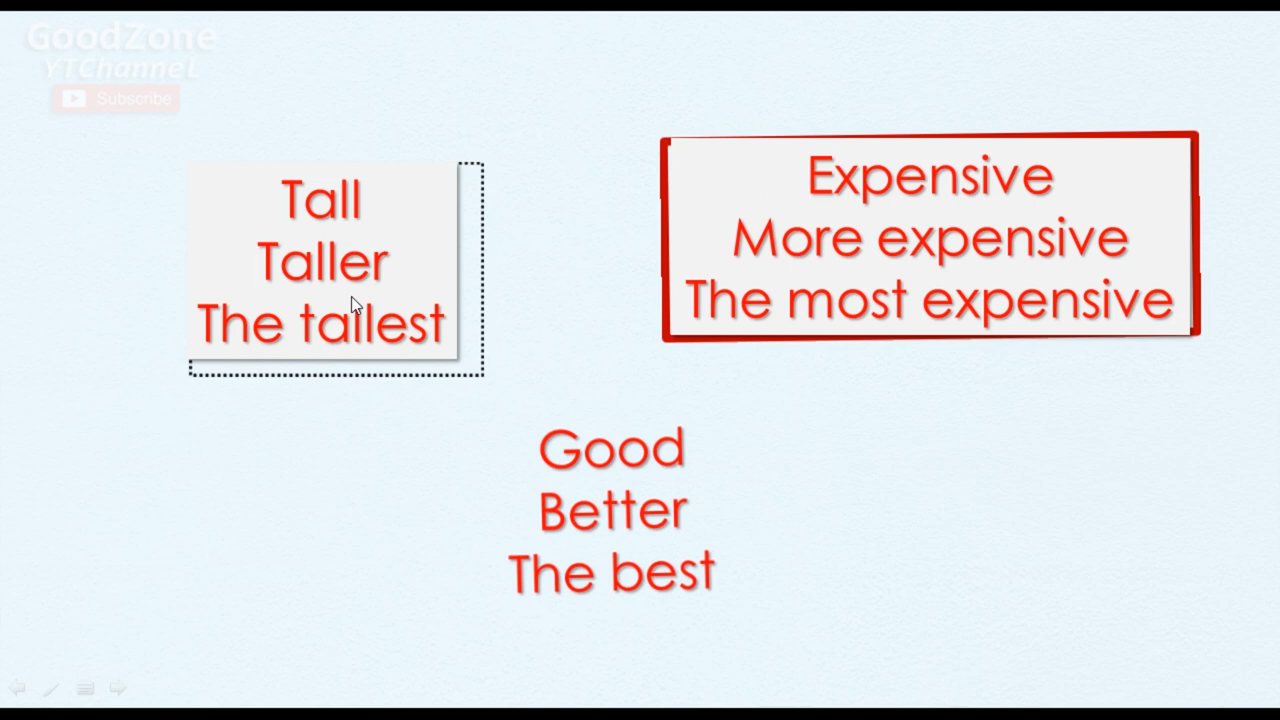 GoodZone
YTChannel
Subscribe
Tall
Taller
The tallest
Expensive
More expensive
The most expensive
Good
Better
The best